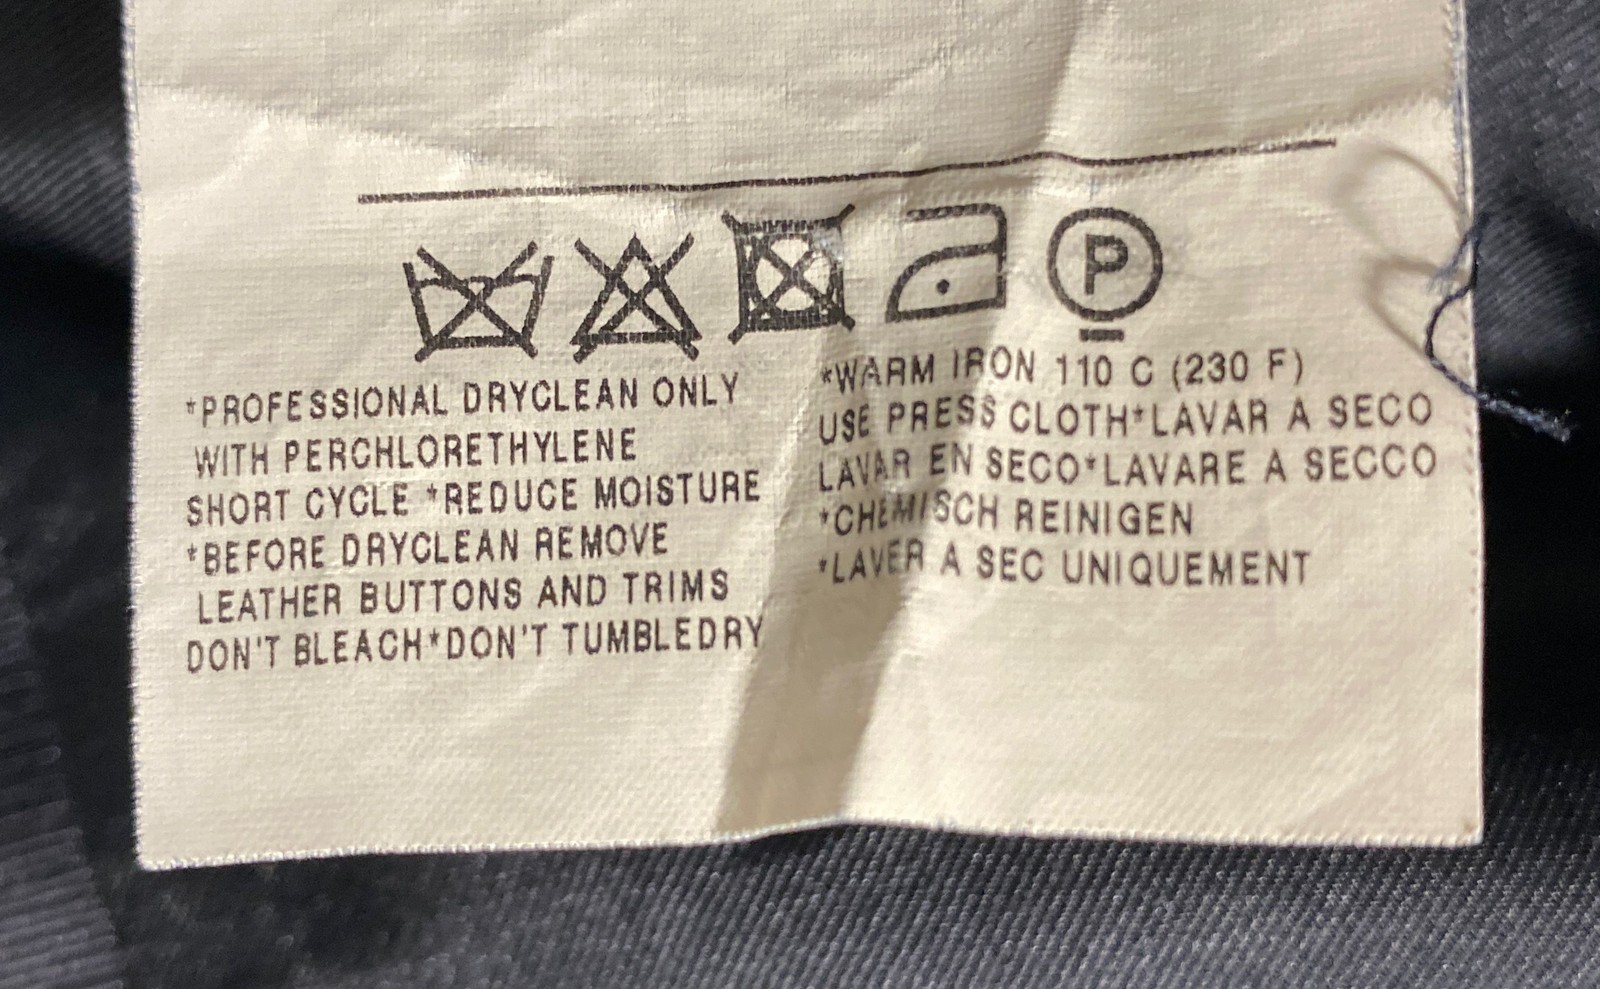 P
*PROFESSIONAL DRYCLEAN ONLY
WITH PERCHLORETHYLENE
SHORT CYCLE *REDUCE MOISTURE
*BEFORE DRYCLEAN REMOVE
LEATHER BUTTONS AND TRIMS
DON'T BLEACH*DON'T TUMBLEDRY
*WARM IRON 110 C (230 F)
USE PRESS CLOTH*LAVAR A SECO
LAVAR EN SECO*LAVARE A SECCO
*CHEMISCH REINIGEN
*LAVER A SEC UNIQUEMENT